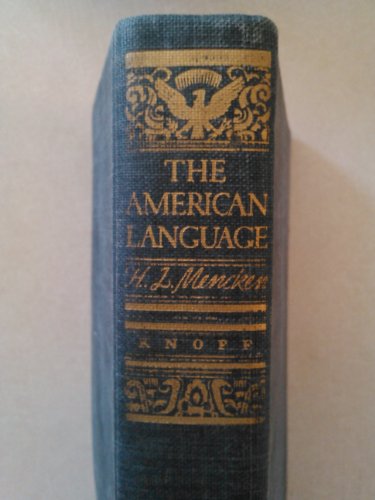 THE
AMERICAN
LANGUAGE
H. L. Mencken
KNOPF